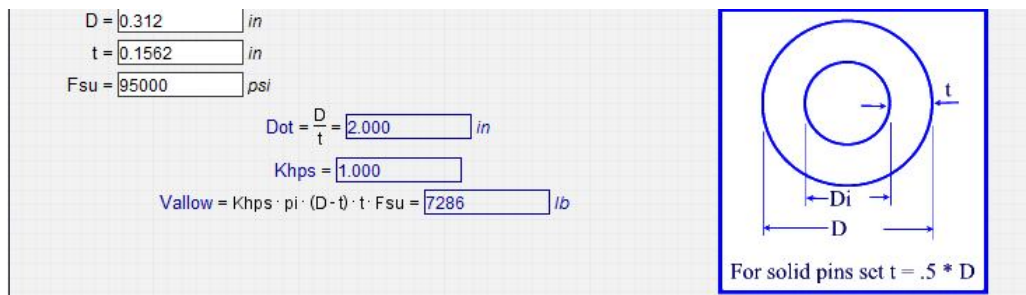 D = 0.312 in
t = 0.1562 in
Fsu = 95000 psi
Dot = D/t = 2.000 in
Khps = 1.000
Vallow = Khps · pi · (D - t) · t · Fsu = 7286 lb
t
Di
D
For solid pins set t = .5 * D